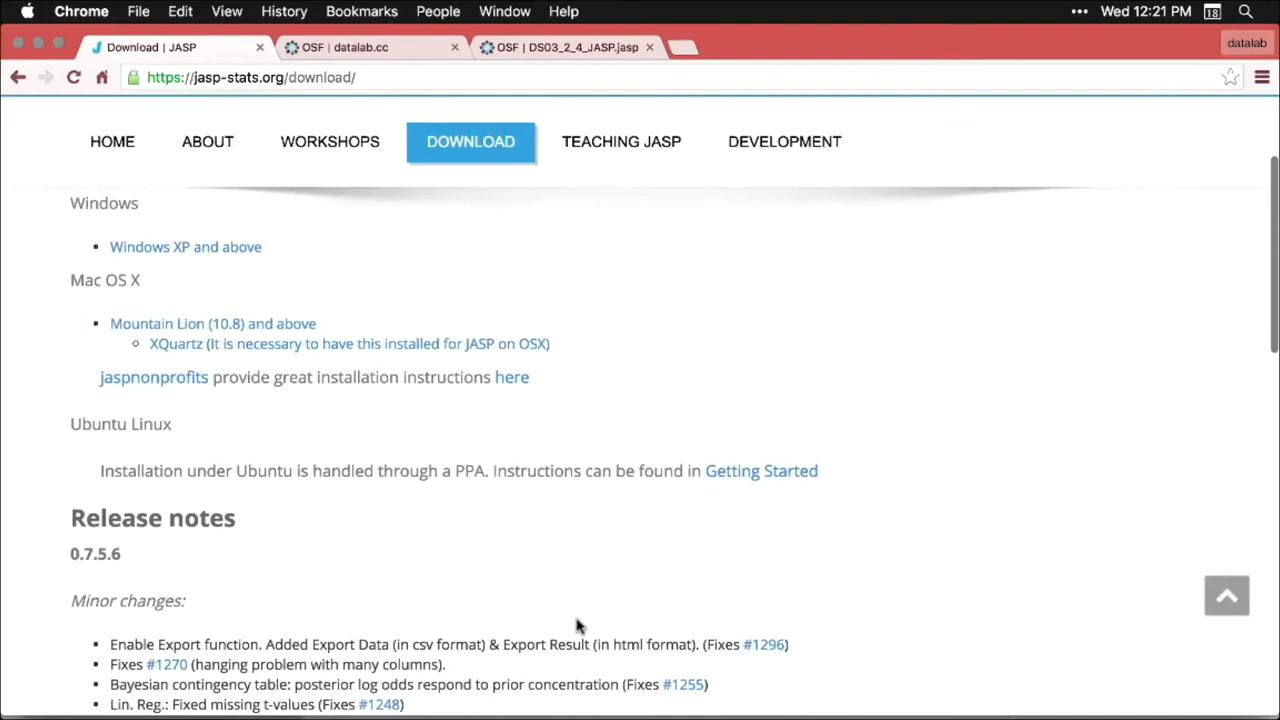 Chrome File Edit View History Bookmarks People Window Help ••• Wed 12:21 PM 18
Download | JASP OSF | datalab.cc OSF | DS03_2_4_JASP.jasp datalab
https://jasp-stats.org/download/
HOME ABOUT WORKSHOPS DOWNLOAD TEACHING JASP DEVELOPMENT
Windows
• Windows XP and above
Mac OS X
• Mountain Lion (10.8) and above
XQuartz (It is necessary to have this installed for JASP on OSX)
jaspnonprofits provide great installation instructions here
Ubuntu Linux
Installation under Ubuntu is handled through a PPA. Instructions can be found in Getting Started
Release notes
0.7.5.6
Minor changes:
• Enable Export function. Added Export Data (in csv format) & Export Result (in html format). (Fixes #1296)
• Fixes #1270 (hanging problem with many columns).
• Bayesian contingency table: posterior log odds respond to prior concentration (Fixes #1255)
• Lin. Reg.: Fixed missing t-values (Fixes #1248)